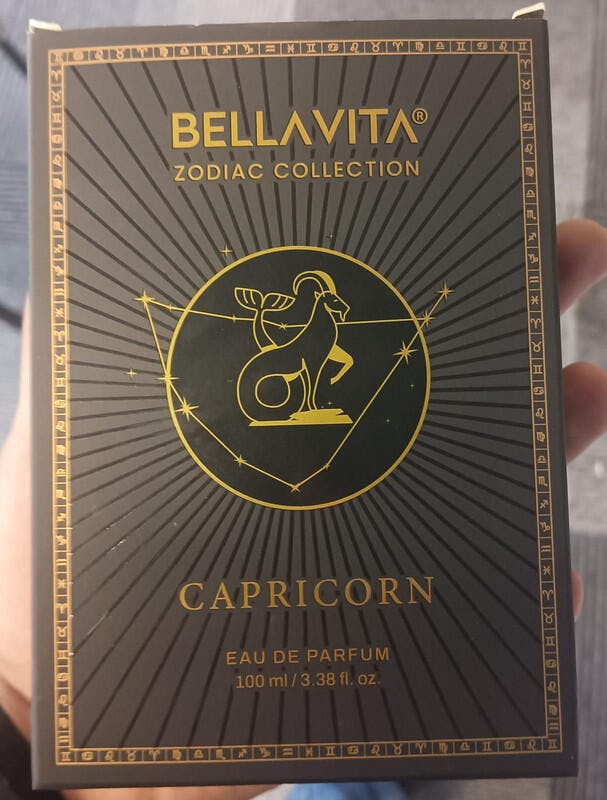 BELLAVITA®
ZODIAC COLLECTION
CAPRICORN
EAU DE PARFUM
100 ml / 3.38 fl. oz.